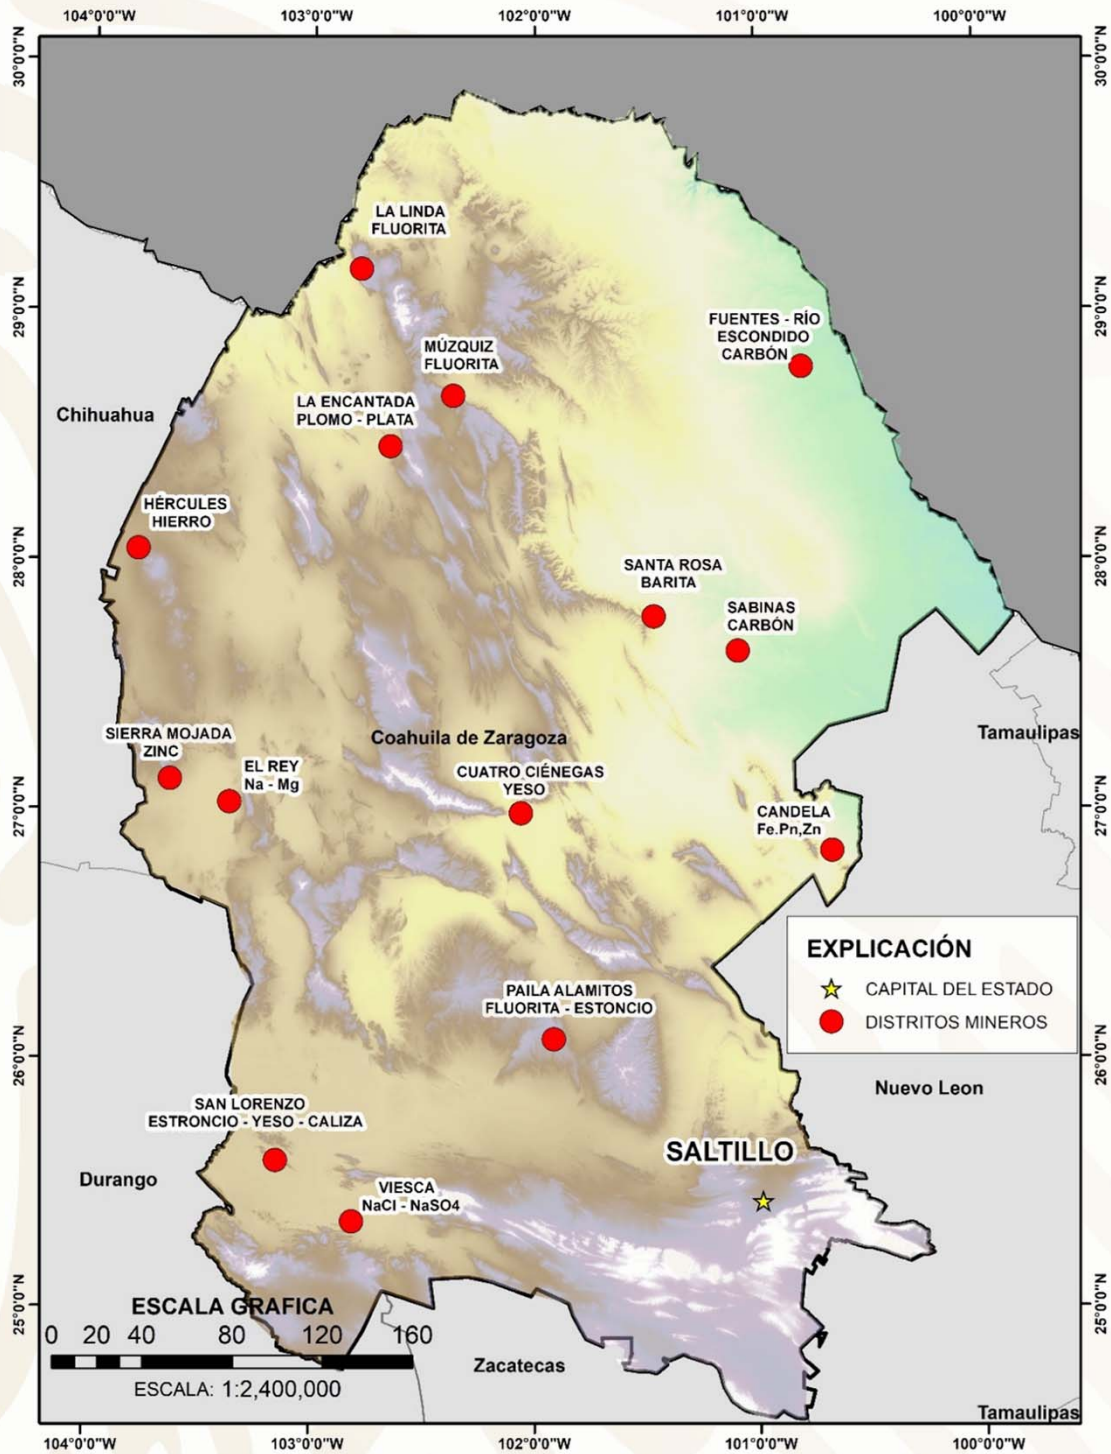 104°0'0"W
103°0'0"W
102°0'0"W
101°0'0"W
100°0'0"W
30°0'0"N
30°0'0"N
LA LINDA
FLUORITA
29°0'0"N
29°0'0"N
FUENTES - RÍO
ESCONDIDO
CARBÓN
MÚZQUIZ
FLUORITA
LA ENCANTADA
PLOMO - PLATA
Chihuahua
HÉRCULES
HIERRO
28°0'0"N
28°0'0"N
SANTA ROSA
BARITA
SABINAS
CARBÓN
SIERRA MOJADA
ZINC
Coahuila de Zaragoza
Tamaulipas
EL REY
Na - Mg
CUATRO CIÉNEGAS
YESO
27°0'0"N
27°0'0"N
CANDELA
Fe.Pn,Zn
EXPLICACIÓN
CAPITAL DEL ESTADO
DISTRITOS MINEROS
PAILA ALAMITOS
FLUORITA - ESTONCIO
26°0'0"N
26°0'0"N
Nuevo Leon
SAN LORENZO
ESTRONCIO - YESO - CALIZA
SALTILLO
Durango
VIESCA
NaCl - NaSO4
25°0'0"N
25°0'0"N
ESCALA GRAFICA
0 20 40 80 120 160
ESCALA: 1:2,400,000
Zacatecas
Tamaulipas
104°0'0"W
103°0'0"W
102°0'0"W
101°0'0"W
100°0'0"W